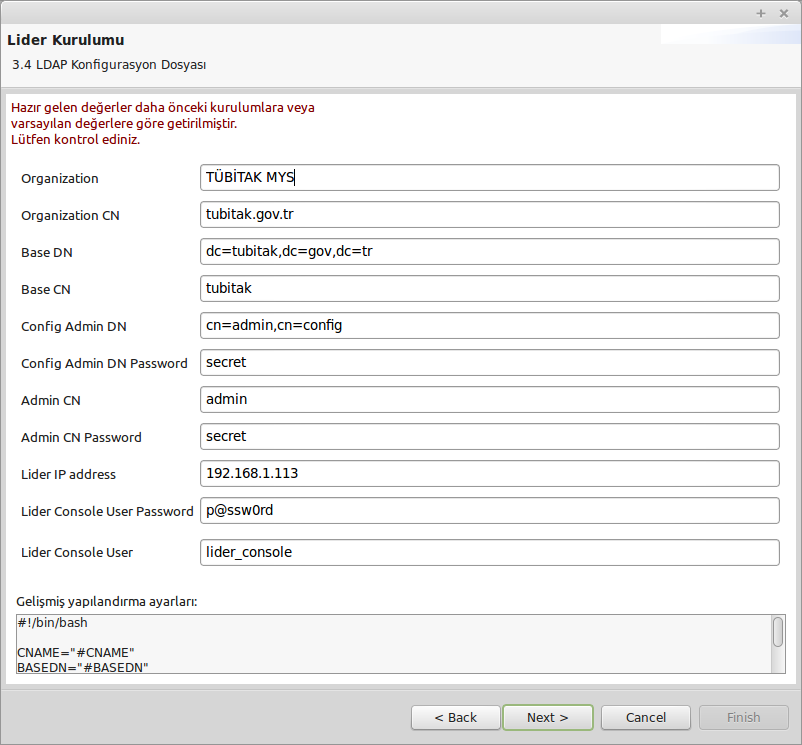 Lider Kurulumu
3.4 LDAP Konfigurasyon Dosyası
Hazır gelen değerler daha önceki kurulumlara veya
varsayılan değerlere göre getirilmiştir.
Lütfen kontrol ediniz.
Organization TÜBİTAK MYS
Organization CN tubitak.gov.tr
Base DN dc=tubitak,dc=gov,dc=tr
Base CN tubitak
Config Admin DN cn=admin,cn=config
Config Admin DN Password secret
Admin CN admin
Admin CN Password secret
Lider IP address 192.168.1.113
Lider Console User Password p@ssw0rd
Lider Console User lider_console
Gelişmiş yapılandırma ayarları:
#!/bin/bash
CNAME="#CNAME"
BASEDN="#BASEDN"
< Back Next > Cancel Finish